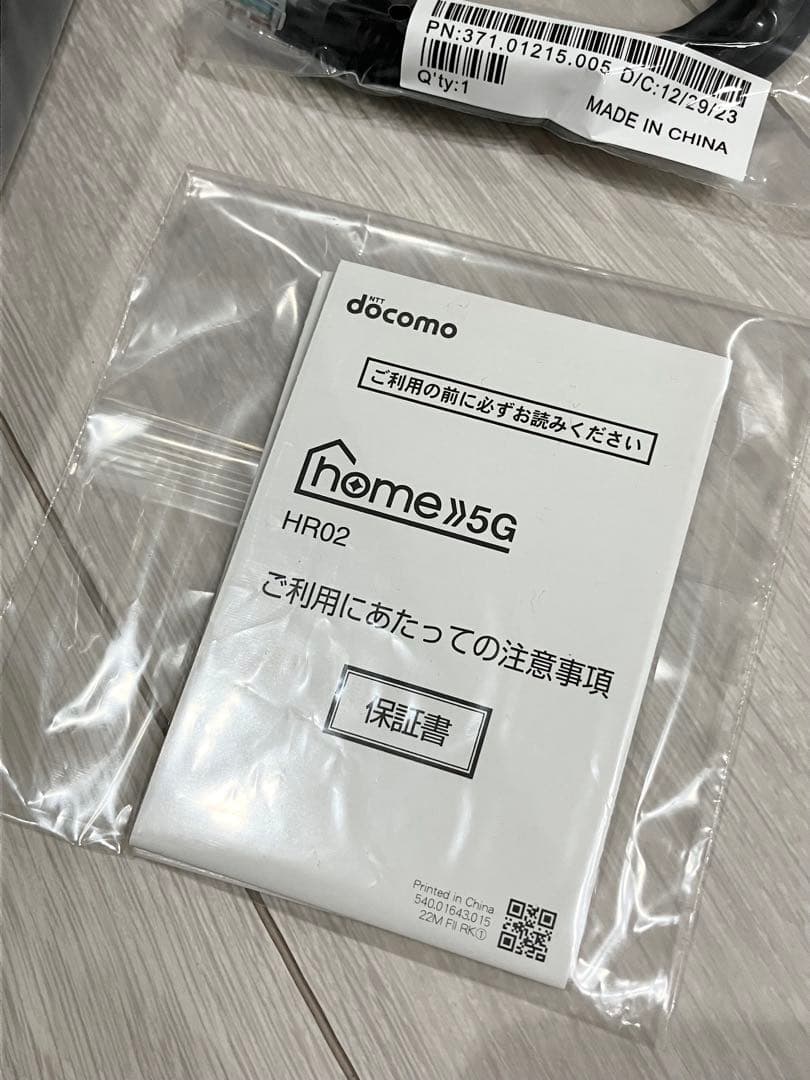 PN:371.01215.005 D/C:12/29/23
Q'ty:1
MADE IN CHINA
NTT
docomo
ご利用の前に必ずお読みください
home 5G
HR02
ご利用にあたっての注意事項
保証書
Printed in China
540.01643.015
22M FII RK①